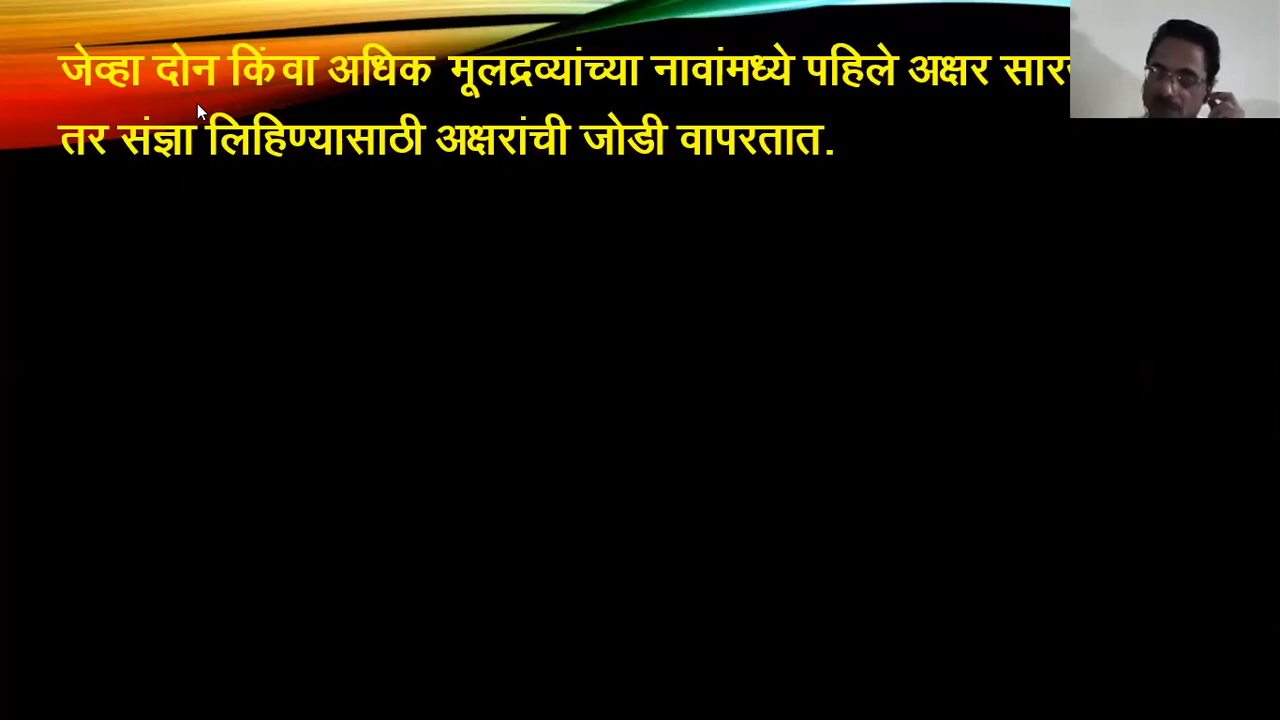 जेव्हा दोन किंवा अधिक मूलद्रव्यांच्या नावांमध्ये पहिले अक्षर
तर संज्ञा लिहिण्यासाठी अक्षरांची जोडी वापरतात.